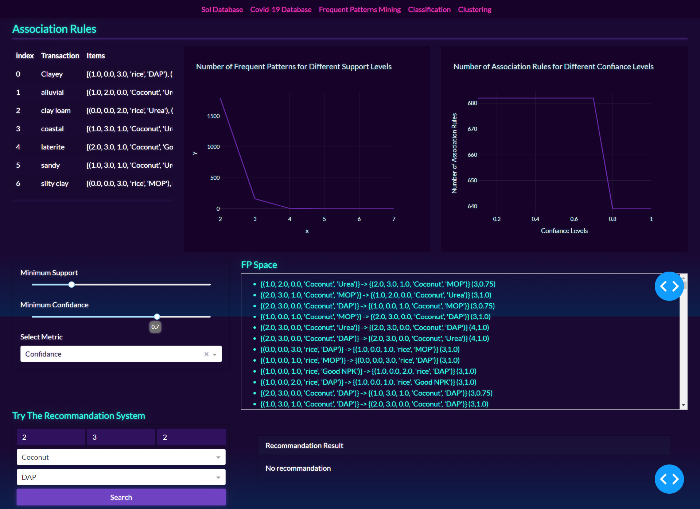 Sol Database Covid-19 Database Frequent Patterns Mining Classification Clustering
Association Rules
Index Transaction Items
0 Clayey [(1.0, 0.0, 3.0, 'rice', 'DAP'), (
1 alluvial [(1.0, 2.0, 0.0, 'Coconut', 'Ure
2 clay loam [(0.0, 0.0, 2.0, 'rice', 'Urea'), (
3 coastal [(1.0, 3.0, 1.0, 'Coconut', 'Ure
4 laterite [(2.0, 3.0, 1.0, 'Coconut', 'Go
5 sandy [(1.0, 3.0, 1.0, 'Coconut', 'Ure
6 silty clay [(0.0, 0.0, 3.0, 'rice', 'MOP'),
Number of Frequent Patterns for Different Support Levels
1500
1000
500
0
y
2 3 4 5 6 7
x
Number of Association Rules for Different Confiance Levels
680
670
660
650
640
Number of Association Rules
0.2 0.4 0.6 0.8 1
Confiance Levels
Minimum Support
Minimum Confidance
0.7
Select Metric
Confidance
FP Space
{(1.0, 2.0, 0.0, 'Coconut', 'Urea')} -> {(2.0, 3.0, 1.0, 'Coconut', 'MOP')} (3,0.75)
{(2.0, 3.0, 1.0, 'Coconut', 'MOP')} -> {(1.0, 2.0, 0.0, 'Coconut', 'Urea')} (3,1.0)
{(2.0, 3.0, 0.0, 'Coconut', 'DAP')} -> {(1.0, 0.0, 1.0, 'Coconut', 'MOP')} (3,0.75)
{(1.0, 0.0, 1.0, 'Coconut', 'MOP')} -> {(2.0, 3.0, 0.0, 'Coconut', 'DAP')} (3,1.0)
{(2.0, 3.0, 0.0, 'Coconut', 'Urea')} -> {(2.0, 3.0, 0.0, 'Coconut', 'DAP')} (4,1.0)
{(2.0, 3.0, 0.0, 'Coconut', 'DAP')} -> {(2.0, 3.0, 0.0, 'Coconut', 'Urea')} (4,1.0)
{(0.0, 0.0, 3.0, 'rice', 'DAP')} -> {(1.0, 0.0, 1.0, 'rice', 'MOP')} (3,1.0)
{(1.0, 0.0, 1.0, 'rice', 'MOP')} -> {(0.0, 0.0, 3.0, 'rice', 'DAP')} (3,1.0)
{(1.0, 0.0, 1.0, 'rice', 'Good NPK')} -> {(1.0, 0.0, 2.0, 'rice', 'DAP')} (3,1.0)
{(1.0, 0.0, 2.0, 'rice', 'DAP')} -> {(1.0, 0.0, 1.0, 'rice', 'Good NPK')} (3,1.0)
{(2.0, 3.0, 0.0, 'Coconut', 'DAP')} -> {(1.0, 3.0, 1.0, 'Coconut', 'DAP')} (3,0.75)
{(1.0, 3.0, 1.0, 'Coconut', 'DAP')} -> {(2.0, 3.0, 0.0, 'Coconut', 'DAP')} (3,1.0)
Try The Recommandation System
2 3 2
Coconut
DAP
Search
Recommandation Result
No recommandation